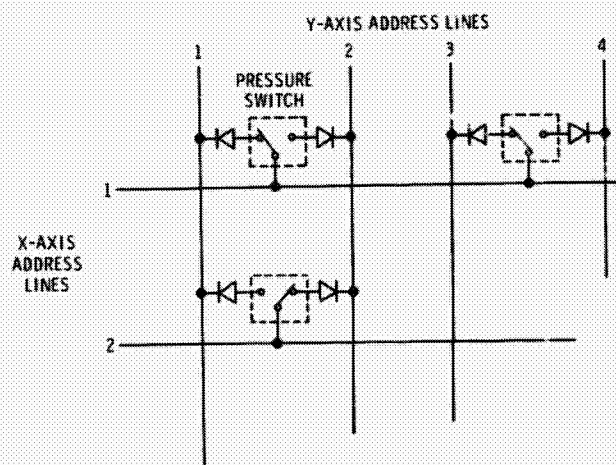 Y-AXIS ADDRESS LINES
1
2
3
4
PRESSURE
SWITCH
1
X-AXIS
ADDRESS
LINES
2